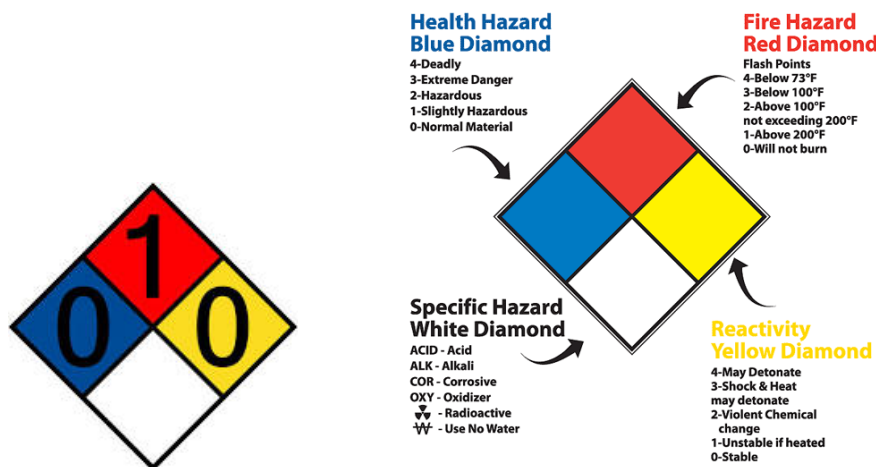 1
0
0
Health Hazard
Blue Diamond
4-Deadly
3-Extreme Danger
2-Hazardous
1-Slightly Hazardous
0-Normal Material
Fire Hazard
Red Diamond
Flash Points
4-Below 73°F
3-Below 100°F
2-Above 100°F
not exceeding 200°F
1-Above 200°F
0-Will not burn
Specific Hazard
White Diamond
ACID - Acid
ALK - Alkali
COR - Corrosive
OXY - Oxidizer
☢ - Radioactive
W̶ - Use No Water
Reactivity
Yellow Diamond
4-May Detonate
3-Shock & Heat
may detonate
2-Violent Chemical
change
1-Unstable if heated
0-Stable